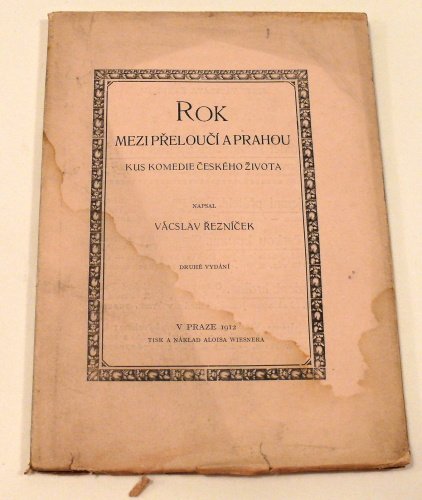 ROK
MEZI PŘELOUČÍ A PRAHOU
KUS KOMEDIE ČESKÉHO ŽIVOTA
NAPSAL
VÁCSLAV ŘEZNÍČEK
DRUHÉ VYDÁNÍ
V PRAZE 1912
TISK A NÁKLAD ALOISA WIESNERA